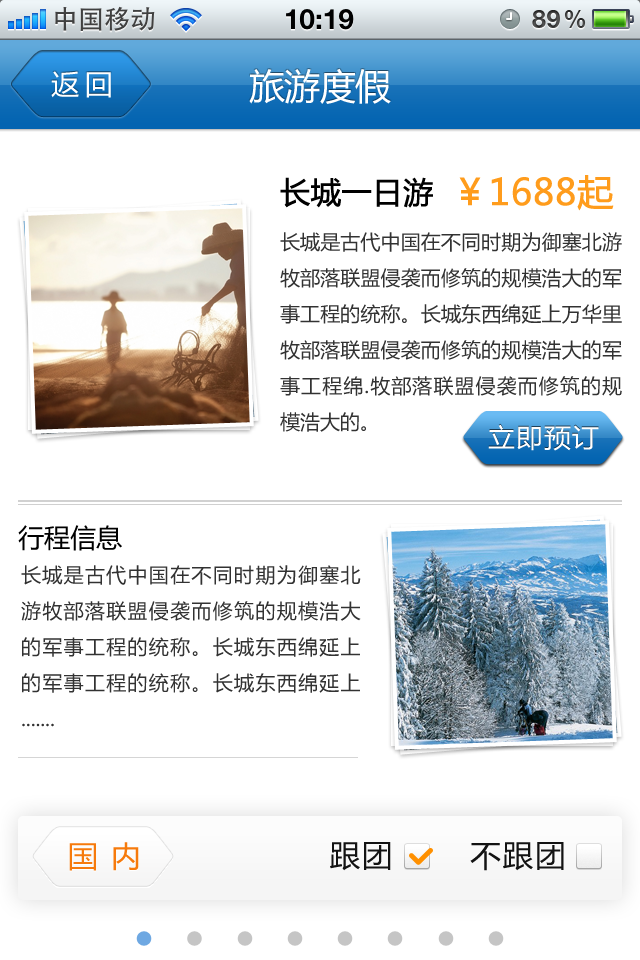 中国移动 10:19 89%
返回 旅游度假
长城一日游 ¥1688起
长城是古代中国在不同时期为御塞北游
牧部落联盟侵袭而修筑的规模浩大的军
事工程的统称。长城东西绵延上万华里
牧部落联盟侵袭而修筑的规模浩大的军
事工程绵.牧部落联盟侵袭而修筑的规
模浩大的。
立即预订
行程信息
长城是古代中国在不同时期为御塞北
游牧部落联盟侵袭而修筑的规模浩大
的军事工程的统称。长城东西绵延上
的军事工程的统称。长城东西绵延上
.......
国内 跟团 不跟团